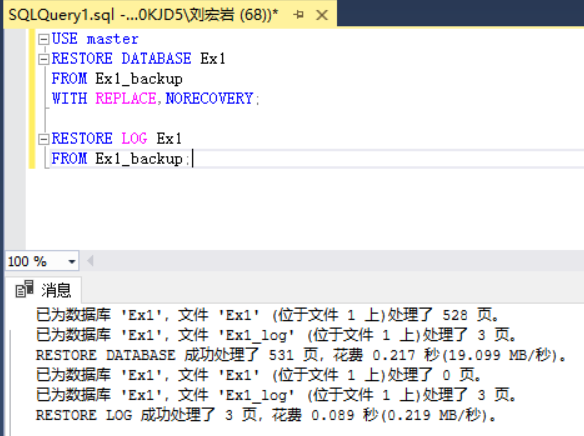 SQLQuery1.sql -...0KJD5\刘宏岩 (68))*
USE master
RESTORE DATABASE Ex1
FROM Ex1_backup
WITH REPLACE,NORECOVERY;
RESTORE LOG Ex1
FROM Ex1_backup;
100 %
消息
已为数据库 'Ex1'，文件 'Ex1' (位于文件 1 上)处理了 528 页。
已为数据库 'Ex1'，文件 'Ex1_log' (位于文件 1 上)处理了 3 页。
RESTORE DATABASE 成功处理了 531 页，花费 0.217 秒(19.099 MB/秒)。
已为数据库 'Ex1'，文件 'Ex1' (位于文件 1 上)处理了 0 页。
已为数据库 'Ex1'，文件 'Ex1_log' (位于文件 1 上)处理了 3 页。
RESTORE LOG 成功处理了 3 页，花费 0.089 秒(0.219 MB/秒)。